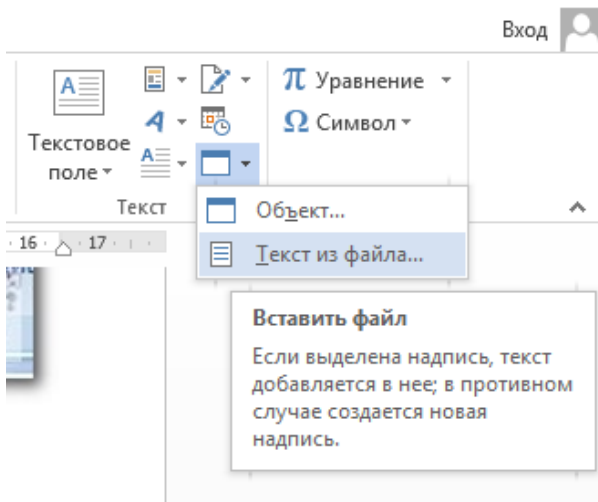 Вход
A
π Уравнение
A
Ω Символ
Текстовое
поле
A
Текст
Объект...
16 17
Текст из файла...
Вставить файл
Если выделена надпись, текст
добавляется в нее; в противном
случае создается новая
надпись.